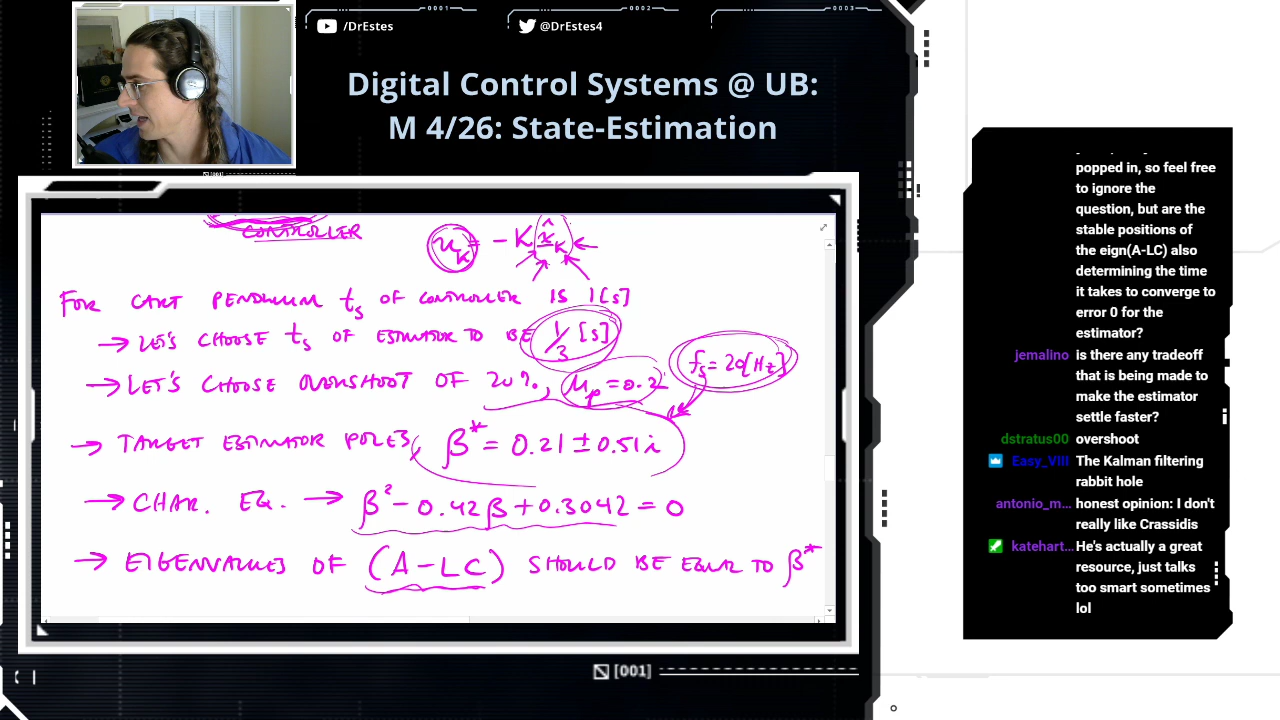 0001
0002
0003
/DrEstes
@DrEstes4
Digital Control Systems @ UB:
M 4/26: State-Estimation
[001]
CONTROLLER
u_k = -K x̂_k
FOR CART PENDULUM t_s OF CONTROLLER IS 1[s]
→ LET'S CHOOSE t_s OF ESTIMATOR TO BE 1/3 [s]
→ LET'S CHOOSE OVERSHOOT OF 20%, M_p = 0.2
f_s = 20[Hz]
→ TARGET ESTIMATOR POLES, β* = 0.21 ± 0.51i
→ CHAR. EQ. → β² - 0.42β + 0.3042 = 0
→ EIGENVALUES OF (A-LC) SHOULD BE EQUAL TO β*
[001]
popped in, so feel free
to ignore the
question, but are the
stable positions of
the eign(A-LC) also
determining the time
it takes to converge to
error 0 for the
estimator?
jemalino is there any tradeoff
that is being made to
make the estimator
settle faster?
dstratus00 overshoot
Easy_VIII The Kalman filtering
rabbit hole
antonio_m... honest opinion: I don't
really like Crassidis
katehart... He's actually a great
resource, just talks
too smart sometimes
lol